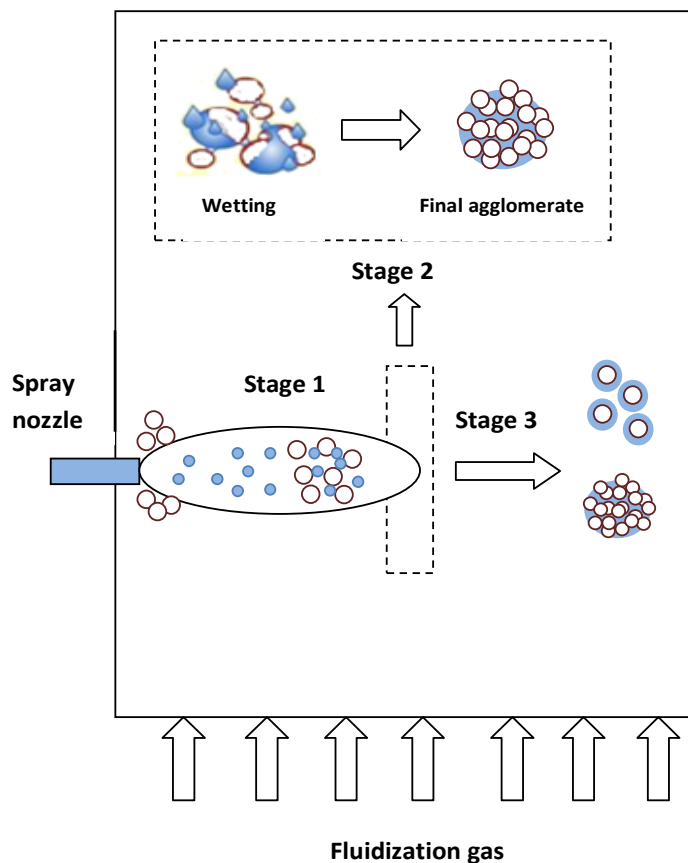 Wetting
Final agglomerate
Stage 2
Spray
nozzle
Stage 1
Stage 3
Fluidization gas